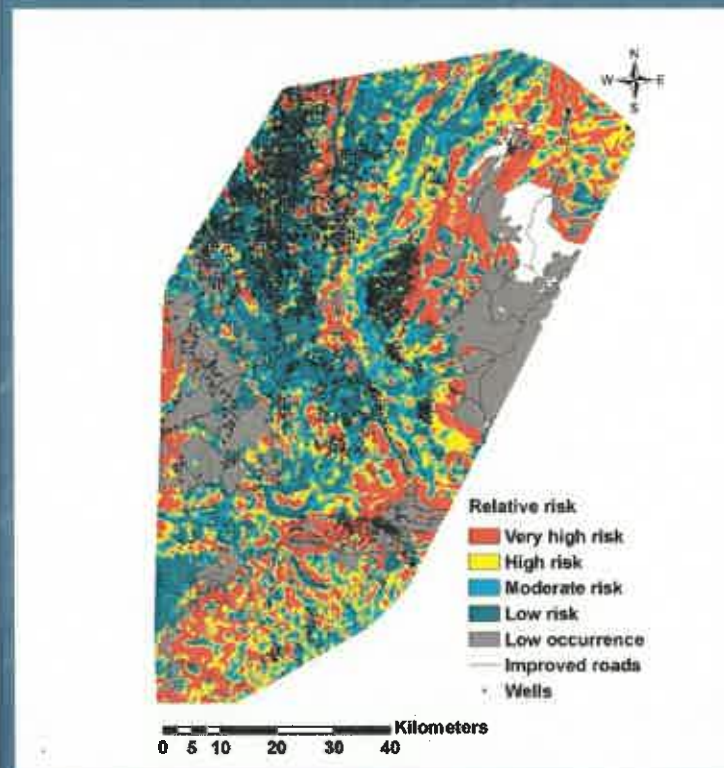 N
W E
S
Relative risk
Very high risk
High risk
Moderate risk
Low risk
Low occurrence
Improved roads
Wells
Kilometers
0 5 10 20 30 40